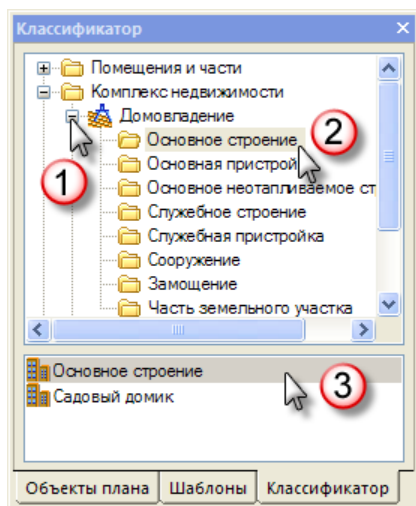 Классификатор
Помещения и части
Комплекс недвижимости
Домовладение
Основное строение
2
Основная пристрой
1
Основное неотапливаемое ст
Служебное строение
Служебная пристройка
Сооружение
Замощение
Часть земельного участка
Основное строение
3
Садовый домик
Объекты плана Шаблоны Классификатор